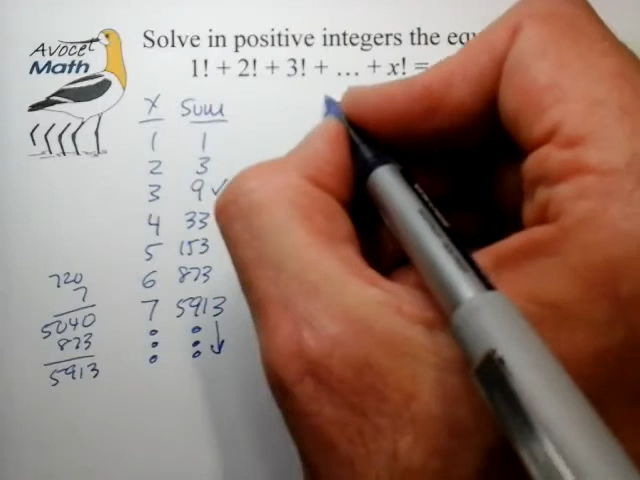 Avocet
Math
Solve in positive integers the
1! + 2! + 3! + ... + x! =
X Sum
1 1
2 3
3 9 ✓
4 33
5 153
6 873
7 5913
720
7
5040
873
5913